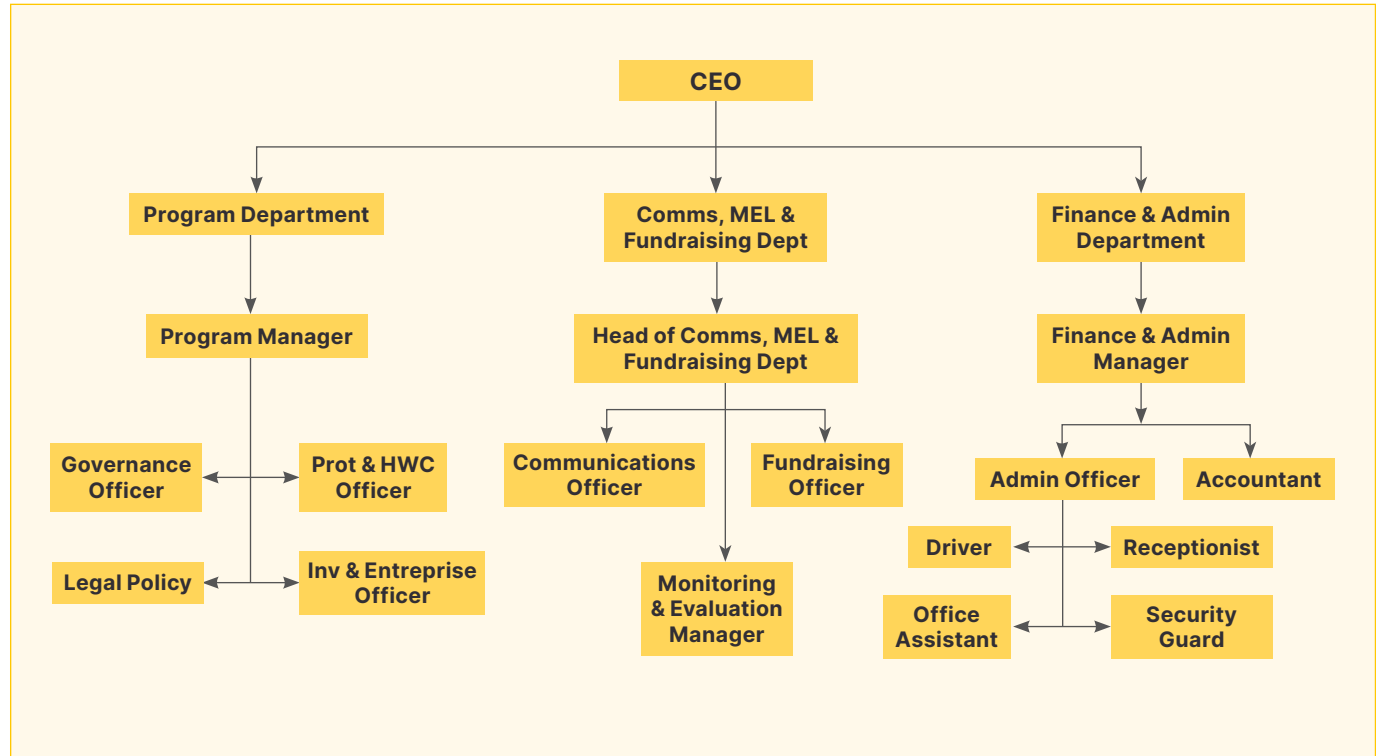 CEO
Program Department
Comms, MEL &
Fundraising Dept
Finance & Admin
Department
Program Manager
Head of Comms, MEL &
Fundraising Dept
Finance & Admin
Manager
Governance
Officer
Prot & HWC
Officer
Communications
Officer
Fundraising
Officer
Admin Officer
Accountant
Driver
Receptionist
Legal Policy
Inv & Entreprise
Officer
Monitoring
& Evaluation
Manager
Office
Assistant
Security
Guard